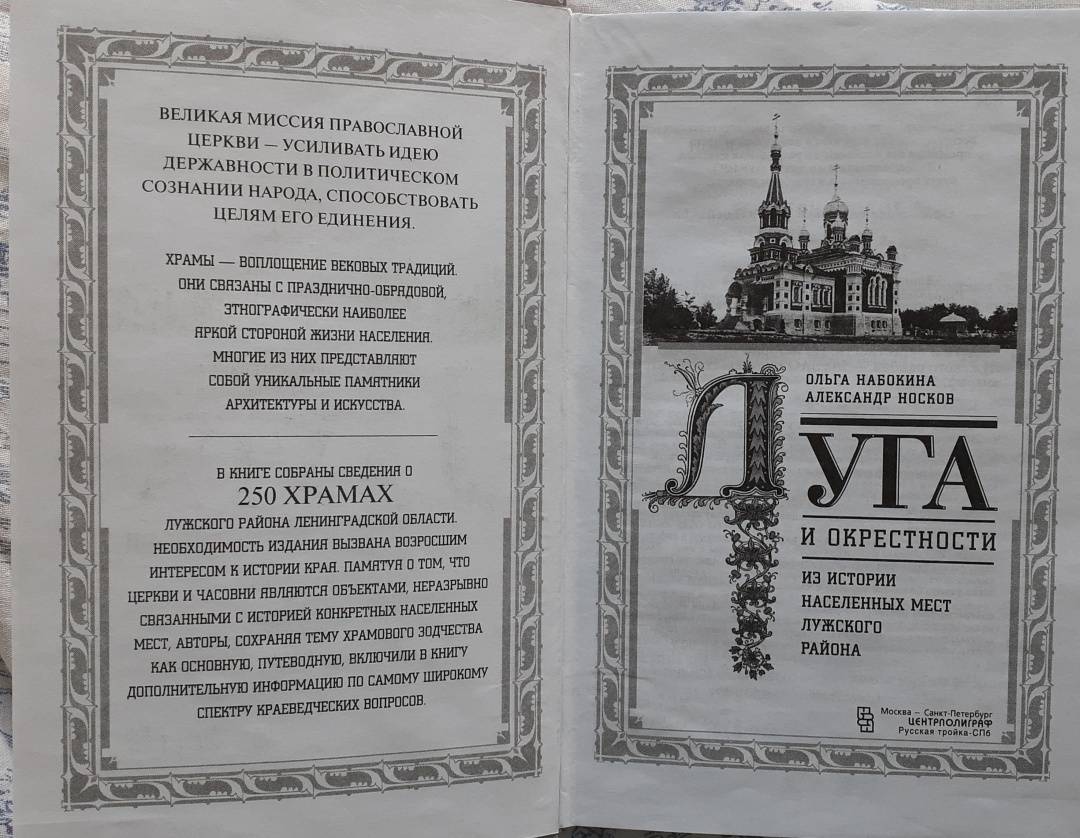 ВЕЛИКАЯ МИССИЯ ПРАВОСЛАВНОЙ
ЦЕРКВИ – УСИЛИВАТЬ ИДЕЮ
ДЕРЖАВНОСТИ В ПОЛИТИЧЕСКОМ
СОЗНАНИИ НАРОДА, СПОСОБСТВОВАТЬ
ЦЕЛЯМ ЕГО ЕДИНЕНИЯ.
ХРАМЫ — ВОПЛОЩЕНИЕ ВЕКОВЫХ ТРАДИЦИЙ.
ОНИ СВЯЗАНЫ С ПРАЗДНИЧНО-ОБРЯДОВОЙ,
ЭТНОГРАФИЧЕСКИ НАИБОЛЕЕ
ЯРКОЙ СТОРОНОЙ ЖИЗНИ НАСЕЛЕНИЯ.
МНОГИЕ ИЗ НИХ ПРЕДСТАВЛЯЮТ
СОБОЙ УНИКАЛЬНЫЕ ПАМЯТНИКИ
АРХИТЕКТУРЫ И ИСКУССТВА.
В КНИГЕ СОБРАНЫ СВЕДЕНИЯ О
250 ХРАМАХ
ЛУЖСКОГО РАЙОНА ЛЕНИНГРАДСКОЙ ОБЛАСТИ.
НЕОБХОДИМОСТЬ ИЗДАНИЯ ВЫЗВАНА ВОЗРОСШИМ
ИНТЕРЕСОМ К ИСТОРИИ КРАЯ. ПАМЯТУЯ О ТОМ, ЧТО
ЦЕРКВИ И ЧАСОВНИ ЯВЛЯЮТСЯ ОБЪЕКТАМИ, НЕРАЗРЫВНО
СВЯЗАННЫМИ С ИСТОРИЕЙ КОНКРЕТНЫХ НАСЕЛЕННЫХ
МЕСТ, АВТОРЫ, СОХРАНЯЯ ТЕМУ ХРАМОВОГО ЗОДЧЕСТВА
КАК ОСНОВНУЮ, ПУТЕВОДНУЮ, ВКЛЮЧИЛИ В КНИГУ
ДОПОЛНИТЕЛЬНУЮ ИНФОРМАЦИЮ ПО САМОМУ ШИРОКОМУ
СПЕКТРУ КРАЕВЕДЧЕСКИХ ВОПРОСОВ.
ОЛЬГА НАБОКИНА
АЛЕКСАНДР НОСКОВ
ЛУГА
И ОКРЕСТНОСТИ
ИЗ ИСТОРИИ
НАСЕЛЕННЫХ МЕСТ
ЛУЖСКОГО
РАЙОНА
Москва – Санкт-Петербург
ЦЕНТРПОЛИГРАФ
Русская тройка-СПб